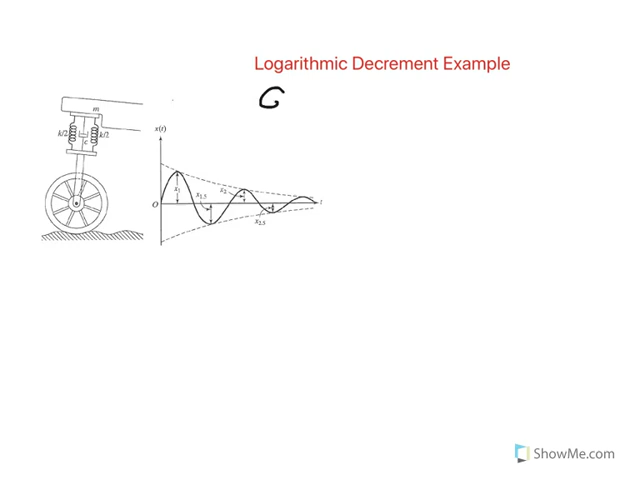 Logarithmic Decrement Example
G
m
k/2
k/2
c
x(t)
x1
x1.5
x2
x2.5
O
t
ShowMe.com